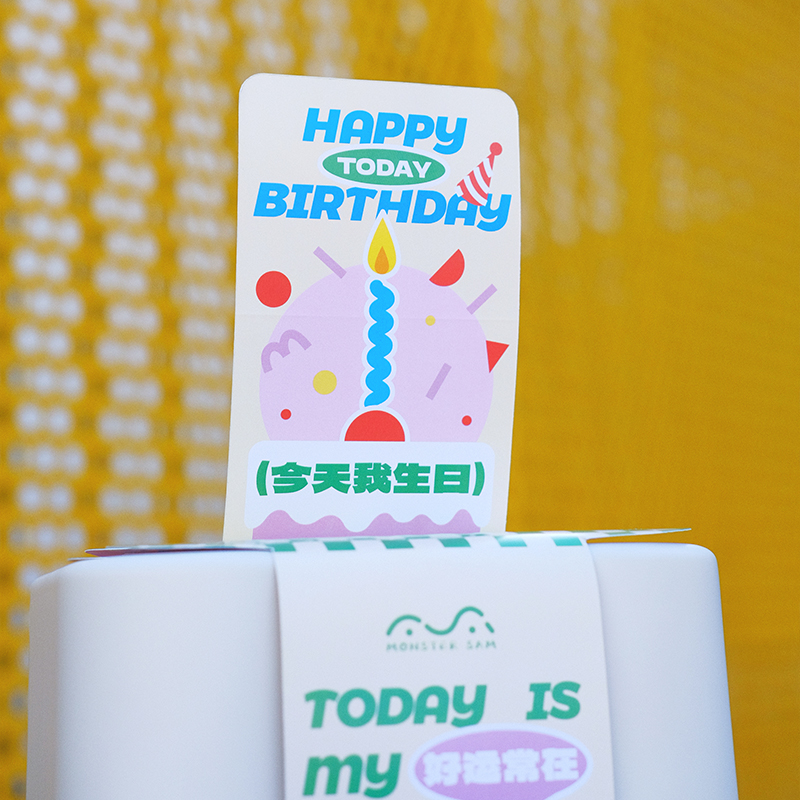 HAPPY
TODAY
BIRTHDAY
(今天我生日)
MONSTER SAM
TODAY IS
my 好运常在